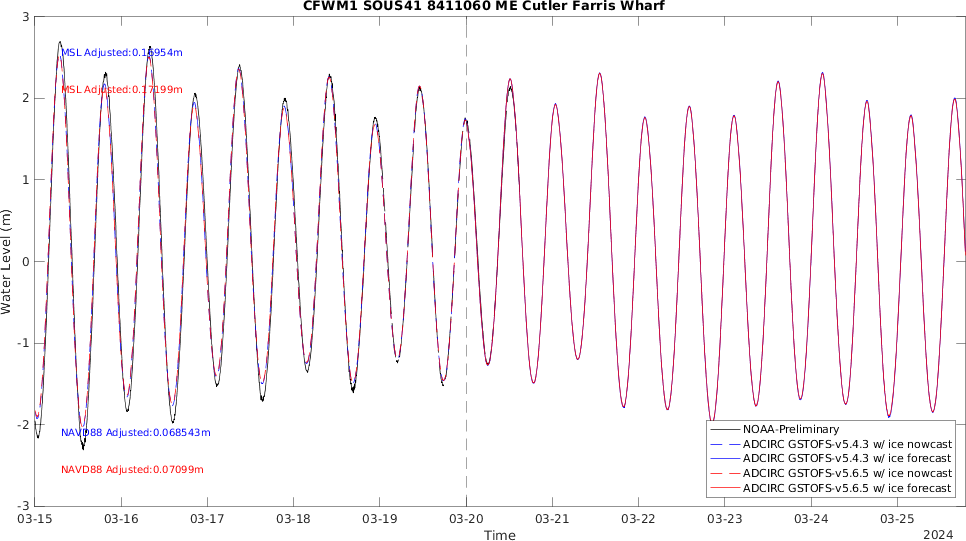 CFWM1 SOUS41 8411060 ME Cutler Farris Wharf
3
2
1
0
-1
-2
-3
Water Level (m)
MSL Adjusted:0.16954m
MSL Adjusted:0.17199m
NAVD88 Adjusted:0.068543m
NAVD88 Adjusted:0.07099m
NOAA-Preliminary
ADCIRC GSTOFS-v5.4.3 w/ ice nowcast
ADCIRC GSTOFS-v5.4.3 w/ ice forecast
ADCIRC GSTOFS-v5.6.5 w/ ice nowcast
ADCIRC GSTOFS-v5.6.5 w/ ice forecast
03-15 03-16 03-17 03-18 03-19 03-20 03-21 03-22 03-23 03-24 03-25
Time
2024